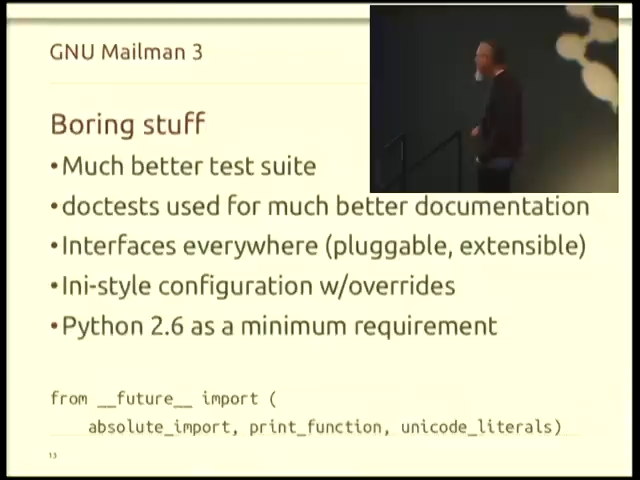 GNU Mailman 3
Boring stuff
•Much better test suite
•doctests used for much better documentation
•Interfaces everywhere (pluggable, extensible)
•Ini-style configuration w/overrides
•Python 2.6 as a minimum requirement
from __future__ import (
absolute_import, print_function, unicode_literals)
13